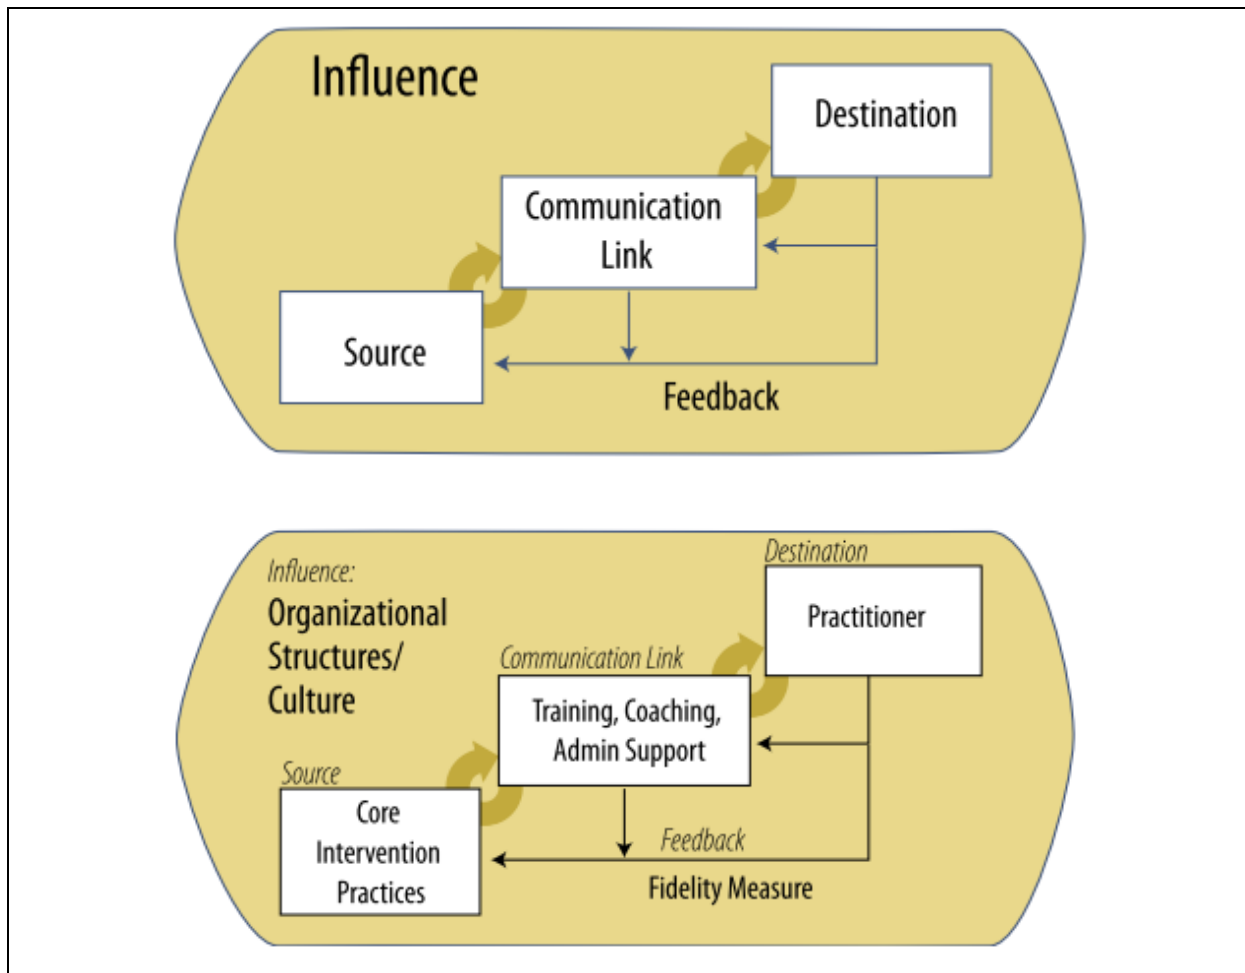 Influence
Destination
Communication
Link
Source
Feedback
Influence:
Organizational
Structures/
Culture
Destination
Practitioner
Communication Link
Training, Coaching,
Admin Support
Source
Core
Intervention
Practices
Feedback
Fidelity Measure